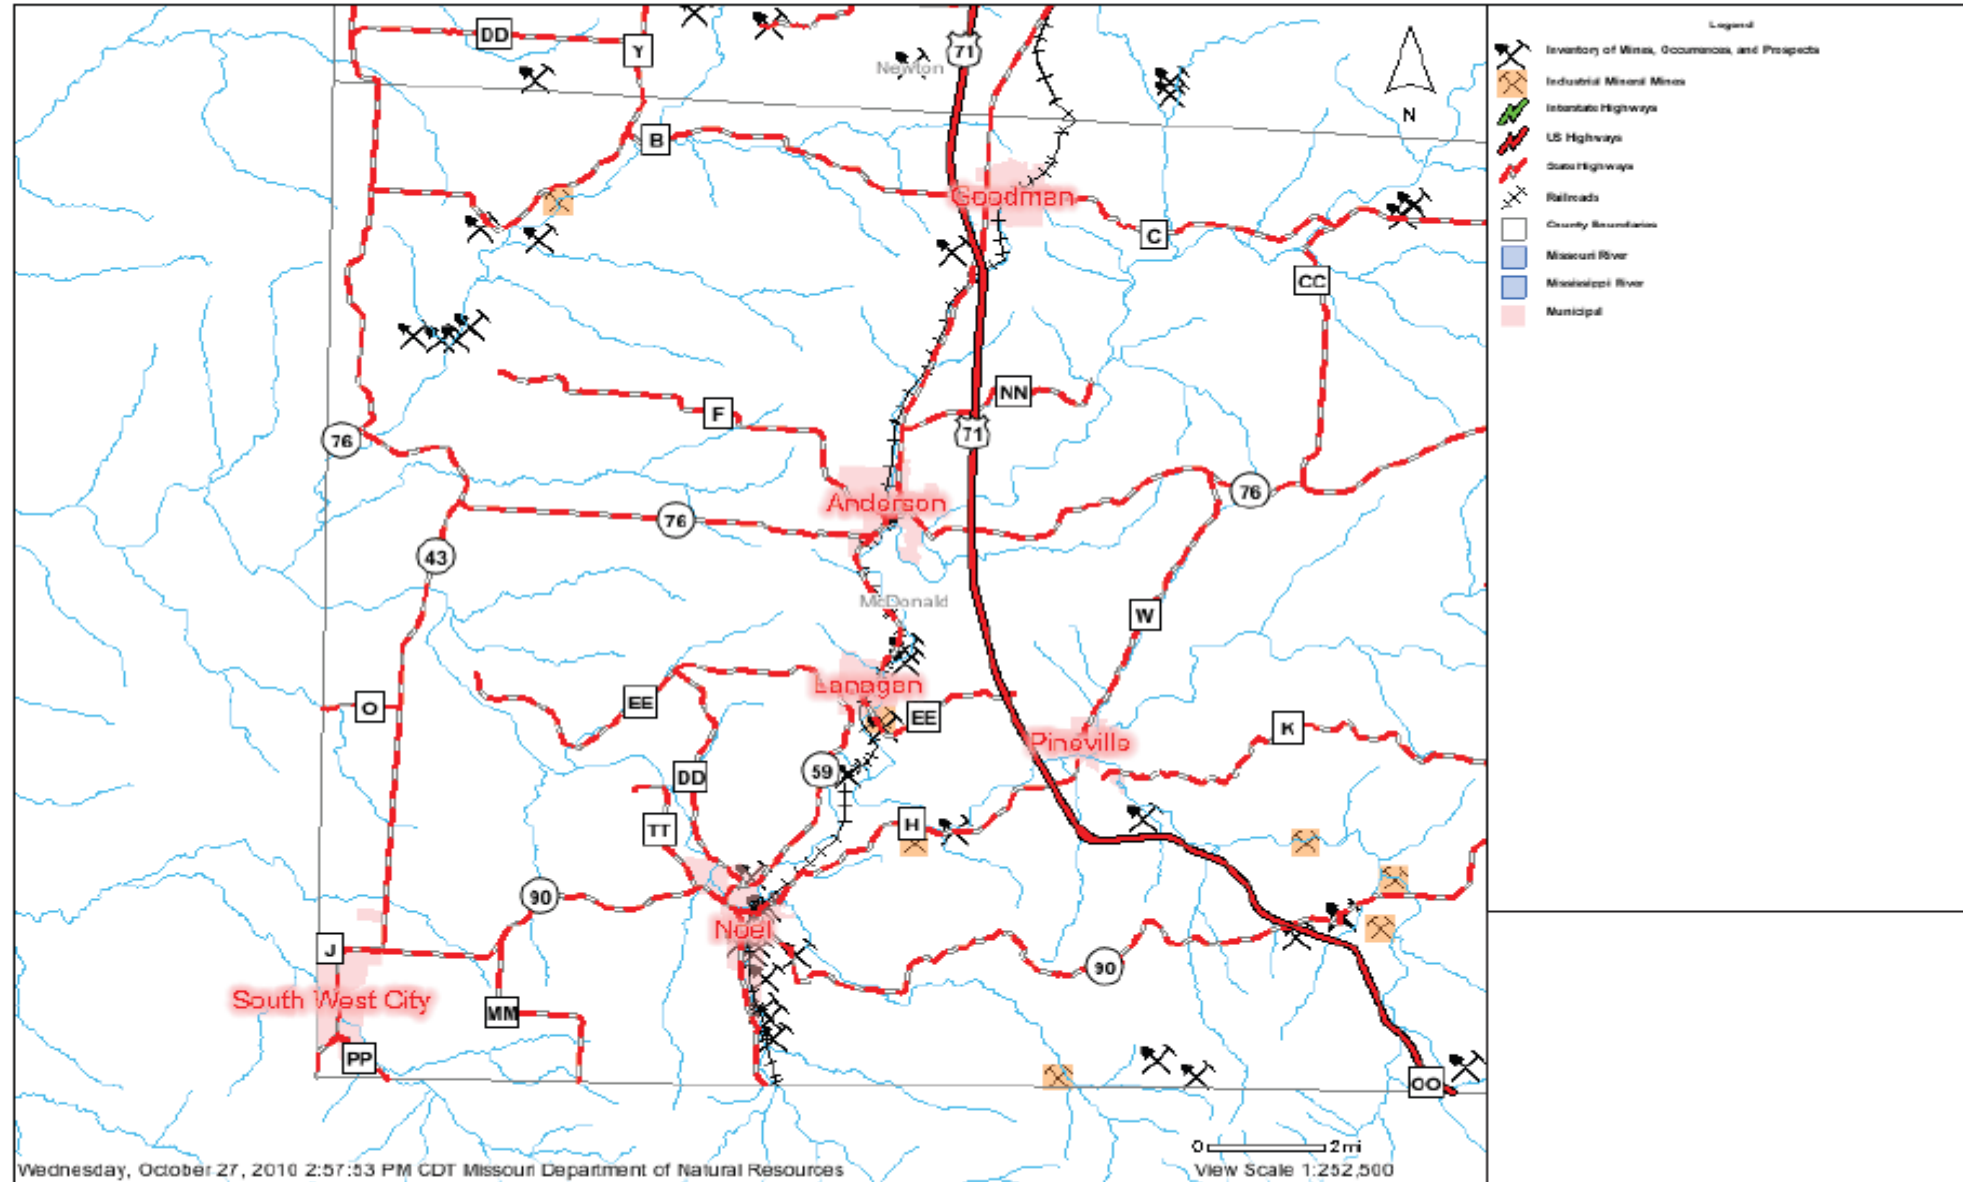 DD
Y
71
Newton
N
B
Goodman
C
CC
NN
F
71
76
Anderson
76
76
43
McDonald
W
Lanagan
EE
EE
O
Pineville
K
59
DD
TT
H
90
Noel
J
90
South West City
MM
PP
OO
0 2mi
Wednesday, October 27, 2010 2:57:53 PM CDT Missouri Department of Natural Resources
View Scale 1:252,500
Legend
Inventory of Mines, Occurrences, and Prospects
Industrial Mineral Mines
Interstate Highways
US Highways
State Highways
Railroads
County Boundaries
Missouri River
Mississippi River
Municipal